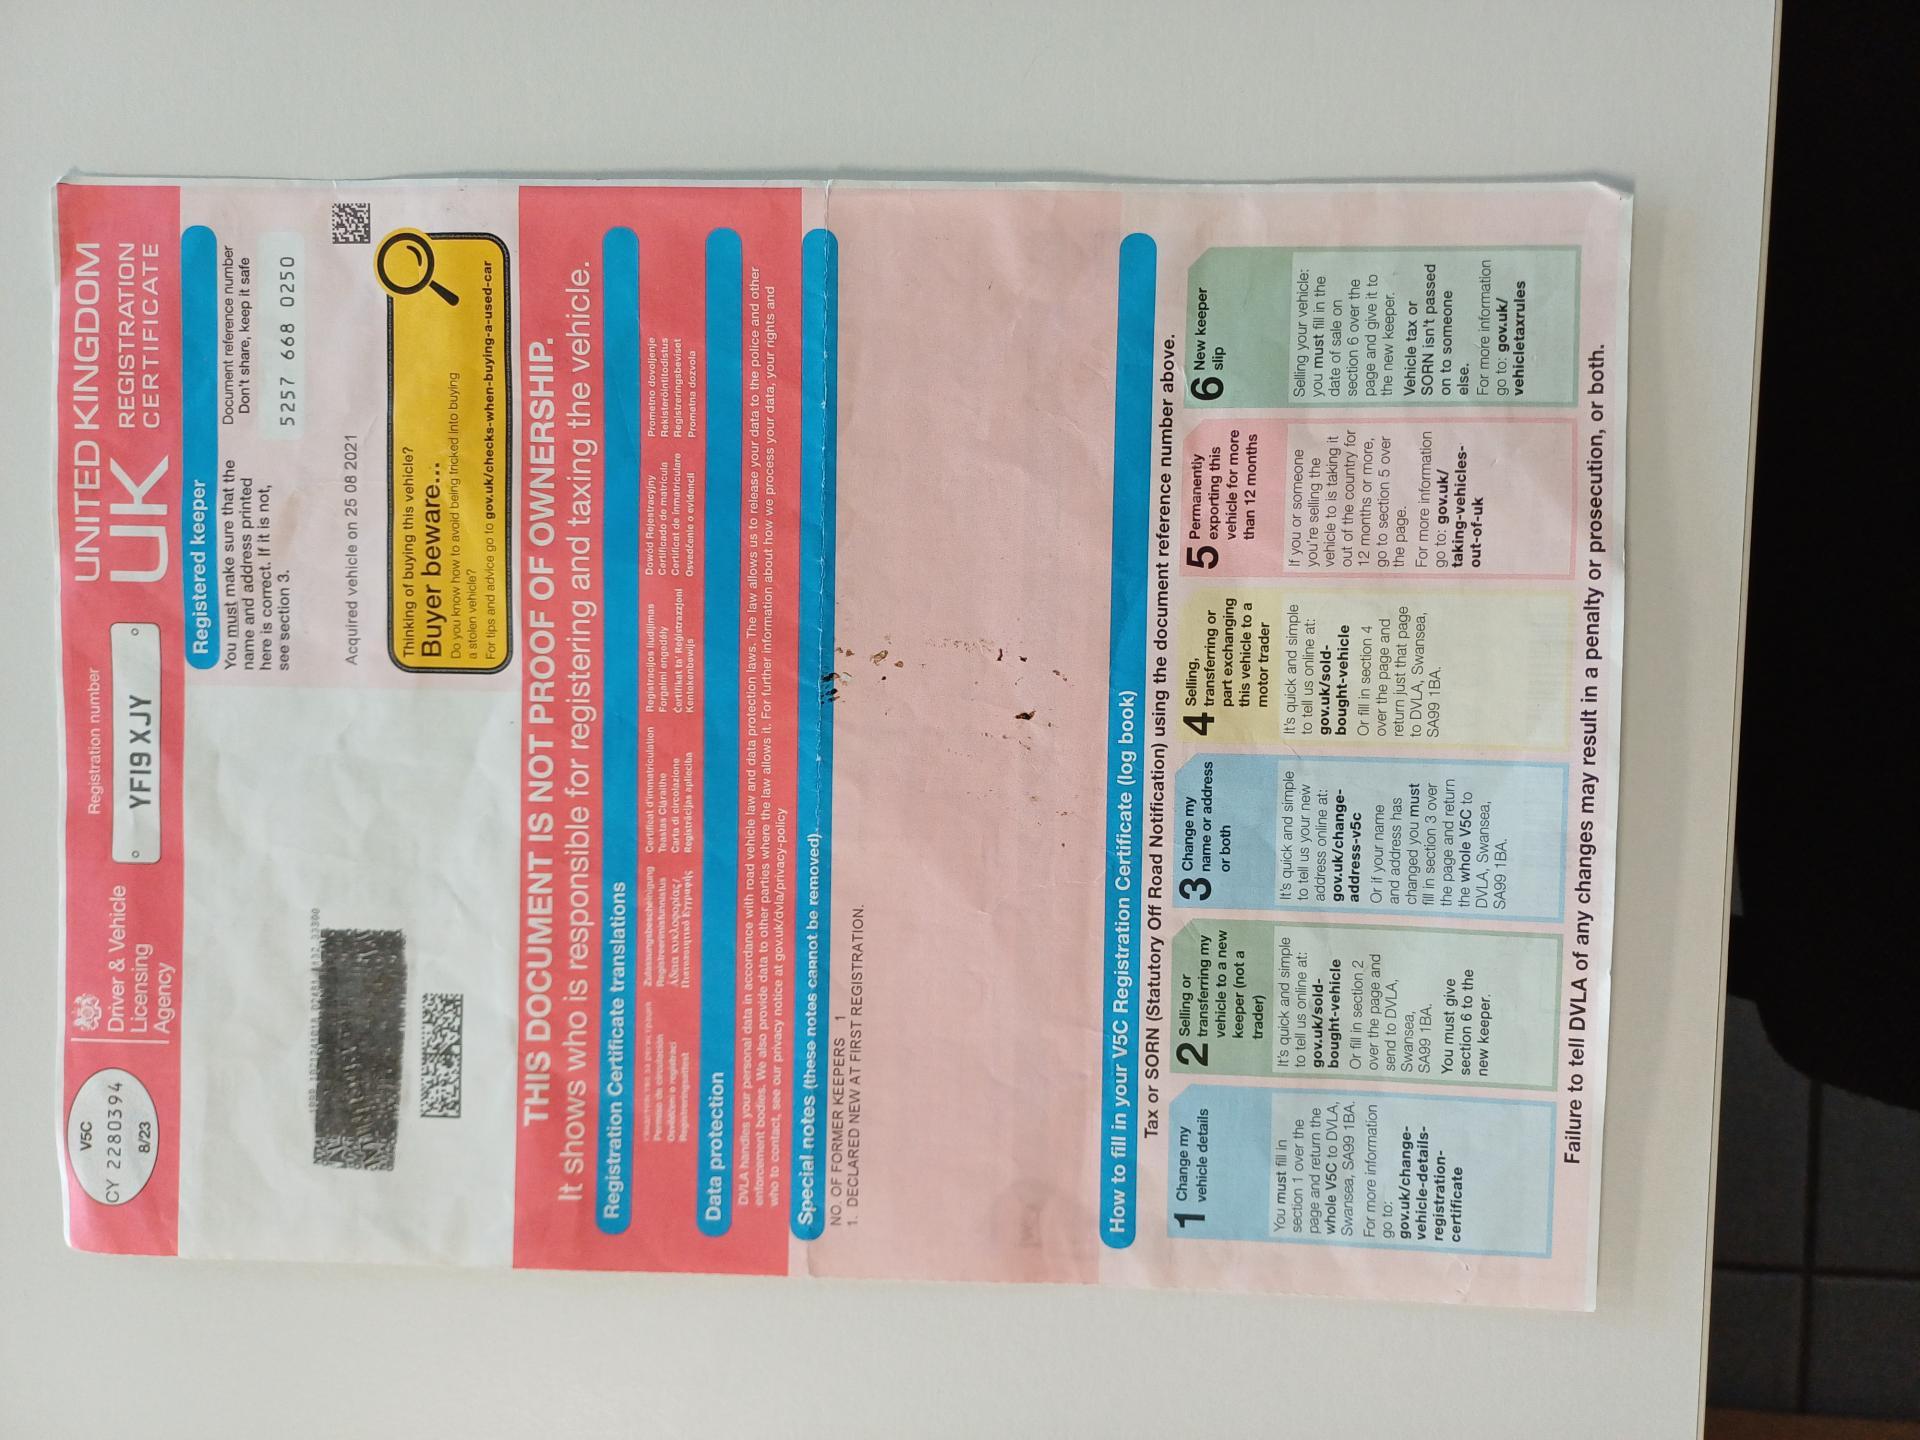 V5C
CY 2280394
8/23
Driver & Vehicle
Licensing
Agency
Registration number
YF19 XJY
UNITED KINGDOM
UK
REGISTRATION
CERTIFICATE
Registered keeper
You must make sure that the
name and address printed
here is correct. If it is not,
see section 3.
Document reference number
Don't share, keep it safe
5257 668 0250
Acquired vehicle on 25 08 2021
Thinking of buying this vehicle?
Buyer beware...
Do you know how to avoid being tricked into buying
a stolen vehicle?
For tips and advice go to gov.uk/checks-when-buying-a-used-car
THIS DOCUMENT IS NOT PROOF OF OWNERSHIP.
It shows who is responsible for registering and taxing the vehicle.
Registration Certificate translations
Permiso de circulación
Osvědčení o registraci
Registreringsattest
Zulassungsbescheinigung
Registreerimistunnistus
Άδεια κυκλοφορίας/
Πιστοποιητικό Εγγραφής
Certificat d'immatriculation
Teastas Cláraithe
Carta di circolazione
Reģistrācijas apliecība
Registracijos liudijimas
Forgalmi engedély
Ċertifikat ta' Reġistrazzjoni
Kentekenbewijs
Dowód Rejestracyjny
Certificado de matrícula
Certificat de înmatriculare
Osvedčenie o evidencii
Prometno dovoljenje
Rekisteröintitodistus
Registreringsbeviset
Prometna dozvola
Data protection
DVLA handles your personal data in accordance with road vehicle law and data protection laws. The law allows us to release your data to the police and other
enforcement bodies. We also provide data to other parties where the law allows it. For further information about how we process your data, your rights and
who to contact, see our privacy notice at gov.uk/dvla/privacy-policy
Special notes (these notes cannot be removed).
NO. OF FORMER KEEPERS 1
1. DECLARED NEW AT FIRST REGISTRATION.
How to fill in your V5C Registration Certificate (log book)
Tax or SORN (Statutory Off Road Notification) using the document reference number above.
1 Change my
vehicle details
You must fill in
section 1 over the
page and return the
whole V5C to DVLA,
Swansea, SA99 1BA.
For more information
go to:
gov.uk/change-
vehicle-details-
registration-
certificate
2 Selling or
transferring my
vehicle to a new
keeper (not a
trader)
It's quick and simple
to tell us online at:
gov.uk/sold-
bought-vehicle
Or fill in section 2
over the page and
send to DVLA,
Swansea,
SA99 1BA.
You must give
section 6 to the
new keeper.
3 Change my
name or address
or both
It's quick and simple
to tell us your new
address online at:
gov.uk/change-
address-v5c
Or if your name
and address has
changed you must
fill in section 3 over
the page and return
the whole V5C to
DVLA, Swansea,
SA99 1BA.
4 Selling,
transferring or
part exchanging
this vehicle to a
motor trader
It's quick and simple
to tell us online at:
gov.uk/sold-
bought-vehicle
Or fill in section 4
over the page and
return just that page
to DVLA, Swansea,
SA99 1BA.
5 Permanently
exporting this
vehicle for more
than 12 months
If you or someone
you're selling the
vehicle to is taking it
out of the country for
12 months or more,
go to section 5 over
the page.
For more information
go to: gov.uk/
taking-vehicles-
out-of-uk
6 New keeper
slip
Selling your vehicle:
you must fill in the
date of sale on
section 6 over the
page and give it to
the new keeper.
Vehicle tax or
SORN isn't passed
on to someone
else.
For more information
go to: gov.uk/
vehicletaxrules
Failure to tell DVLA of any changes may result in a penalty or prosecution, or both.